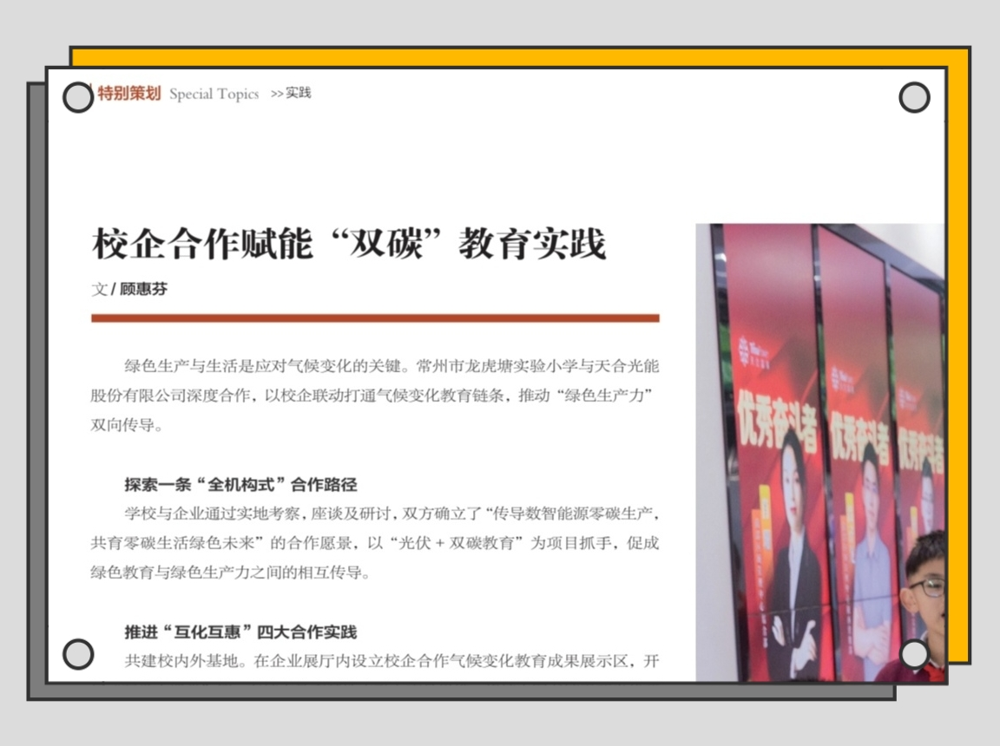 特别策划 Special Topics >> 实践
校企合作赋能“双碳”教育实践
文 / 顾惠芬
绿色生产与生活是应对气候变化的关键。常州市龙虎塘实验小学与天合光能
股份有限公司深度合作，以校企联动打通气候变化教育链条，推动“绿色生产力”
双向传导。
探索一条“全机构式”合作路径
学校与企业通过实地考察，座谈及研讨，双方确立了“传导数智能源零碳生产，
共育零碳生活绿色未来”的合作愿景，以“光伏 + 双碳教育”为项目抓手，促成
绿色教育与绿色生产力之间的相互传导。
推进“互化互惠”四大合作实践
共建校内外基地。在企业展厅内设立校企合作气候变化教育成果展示区，开
优秀奋斗者
优秀奋斗者
优秀奋斗者